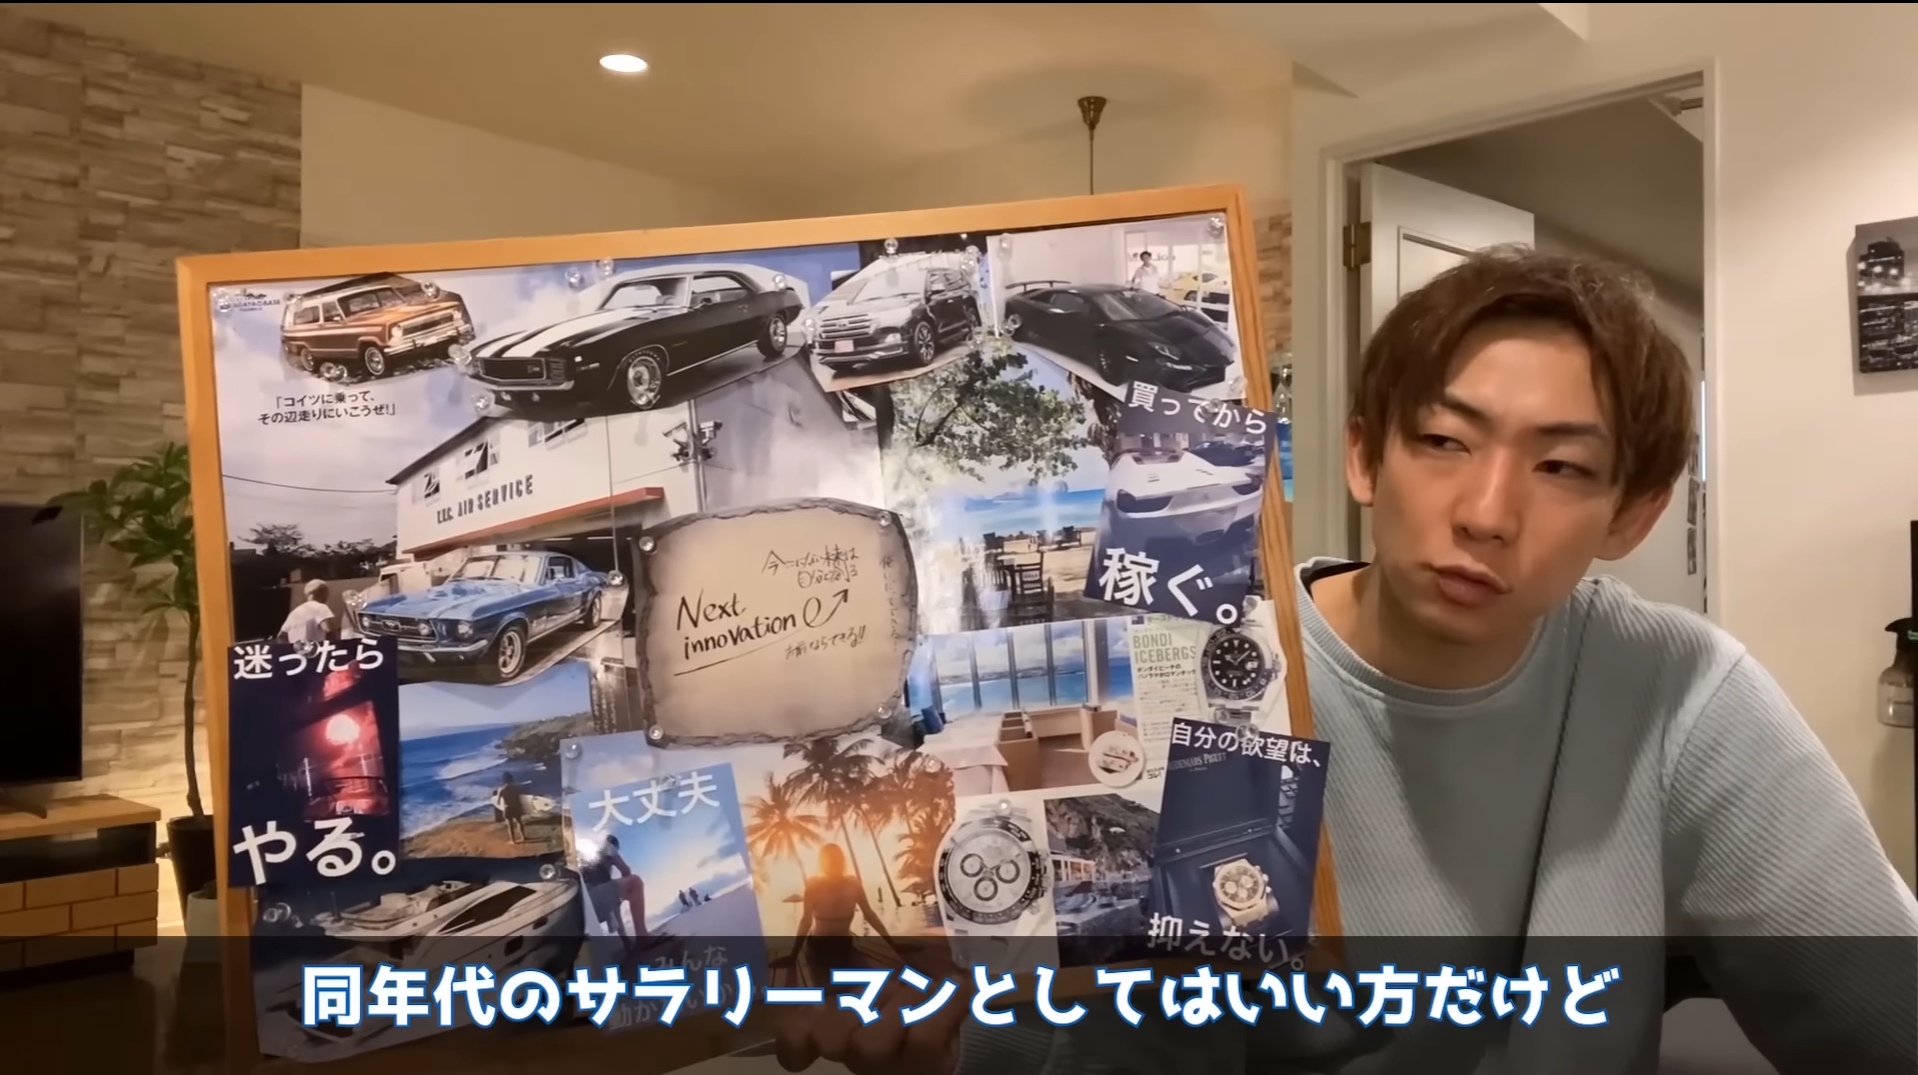 「コイツに乗って、
その辺走りにいこうぜ!」
買ってから
稼ぐ。
AIR SERVICE
Next
innovation
BONDI
ICEBERGS
迷ったら
やる。
大丈夫
みんな
自分の欲望は、
抑えない。
同年代のサラリーマンとしてはいい方だけど